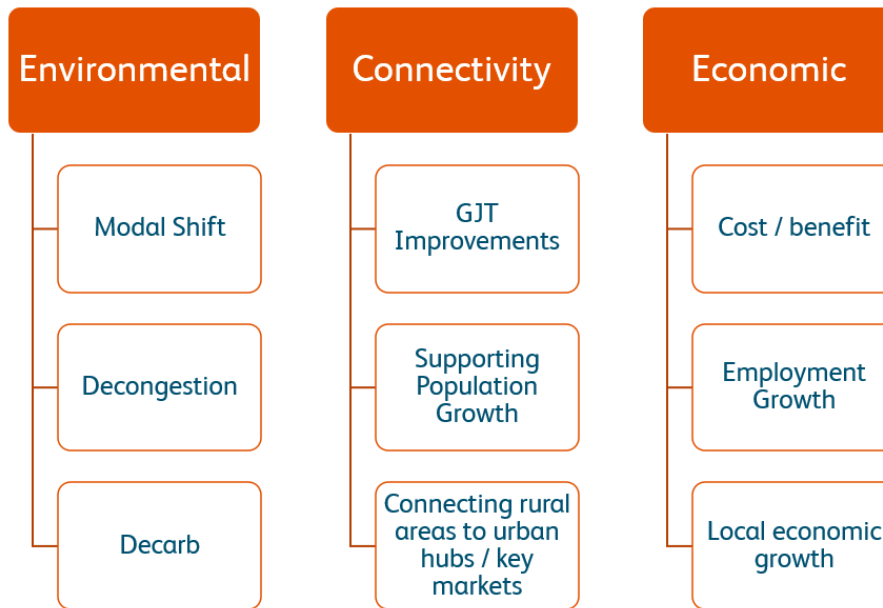 Environmental
Modal Shift
Decongestion
Decarb
Connectivity
GJT
Improvements
Supporting
Population
Growth
Connecting rural
areas to urban
hubs / key
markets
Economic
Cost / benefit
Employment
Growth
Local economic
growth